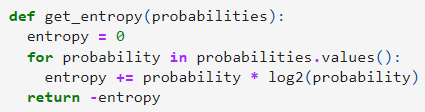 def get_entropy(probabilities):
  entropy = 0
  for probability in probabilities.values():
    entropy += probability * log2(probability)
  return -entropy